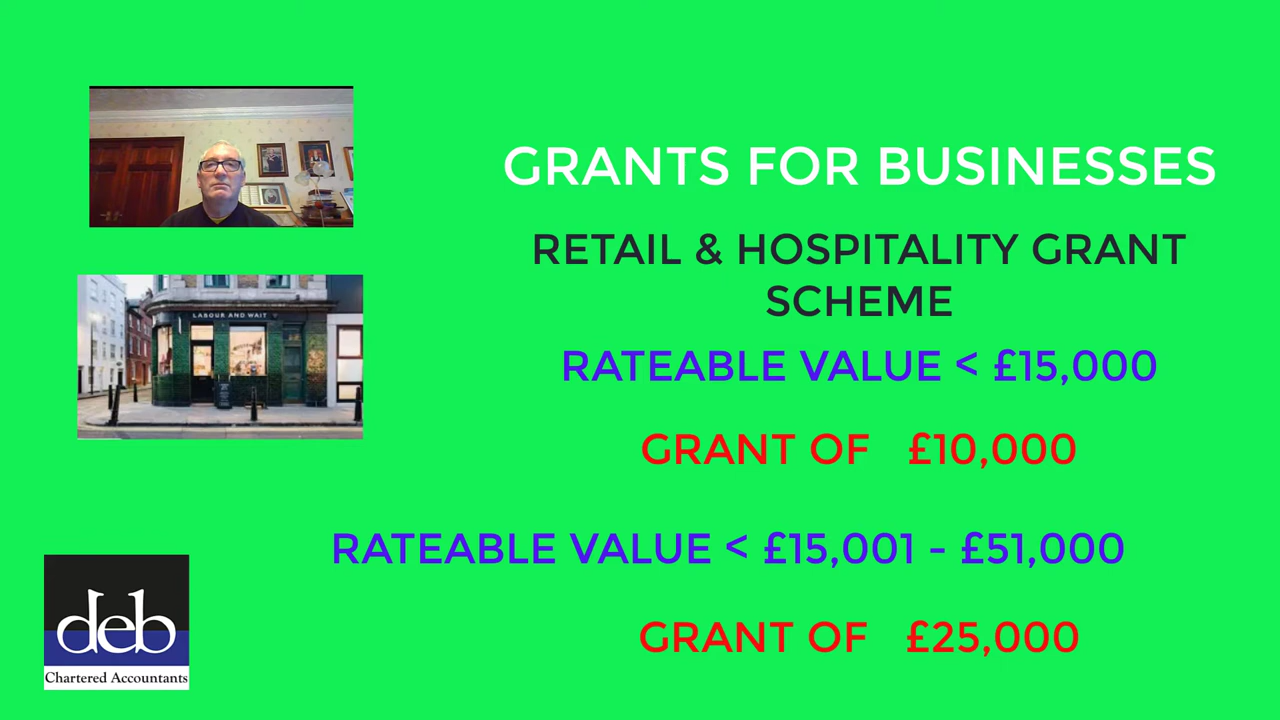 GRANTS FOR BUSINESSES
RETAIL & HOSPITALITY GRANT
SCHEME
RATEABLE VALUE < £15,000
GRANT OF £10,000
RATEABLE VALUE < £15,001 - £51,000
GRANT OF £25,000
LABOUR AND WAIT
deb
Chartered Accountants